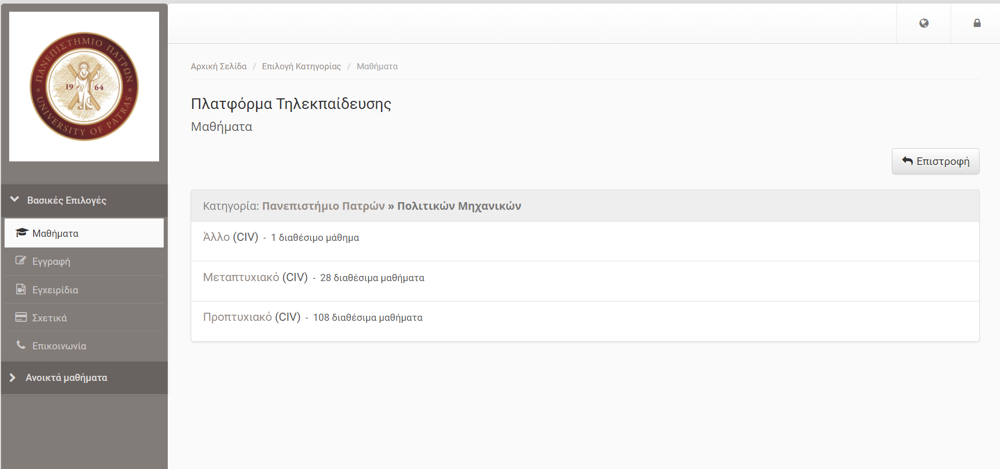 ΠΑΝΕΠΙΣΤΗΜΙΟ ΠΑΤΡΩΝ
19 64
UNIVERSITY OF PATRAS
Βασικές Επιλογές
Μαθήματα
Εγγραφή
Εγχειρίδια
Σχετικά
Επικοινωνία
Ανοικτά μαθήματα
Αρχική Σελίδα / Επιλογή Κατηγορίας / Μαθήματα
Πλατφόρμα Τηλεκπαίδευσης
Μαθήματα
Επιστροφή
Κατηγορία: Πανεπιστήμιο Πατρών » Πολιτικών Μηχανικών
Άλλο (CIV) - 1 διαθέσιμο μάθημα
Μεταπτυχιακό (CIV) - 28 διαθέσιμα μαθήματα
Προπτυχιακό (CIV) - 108 διαθέσιμα μαθήματα